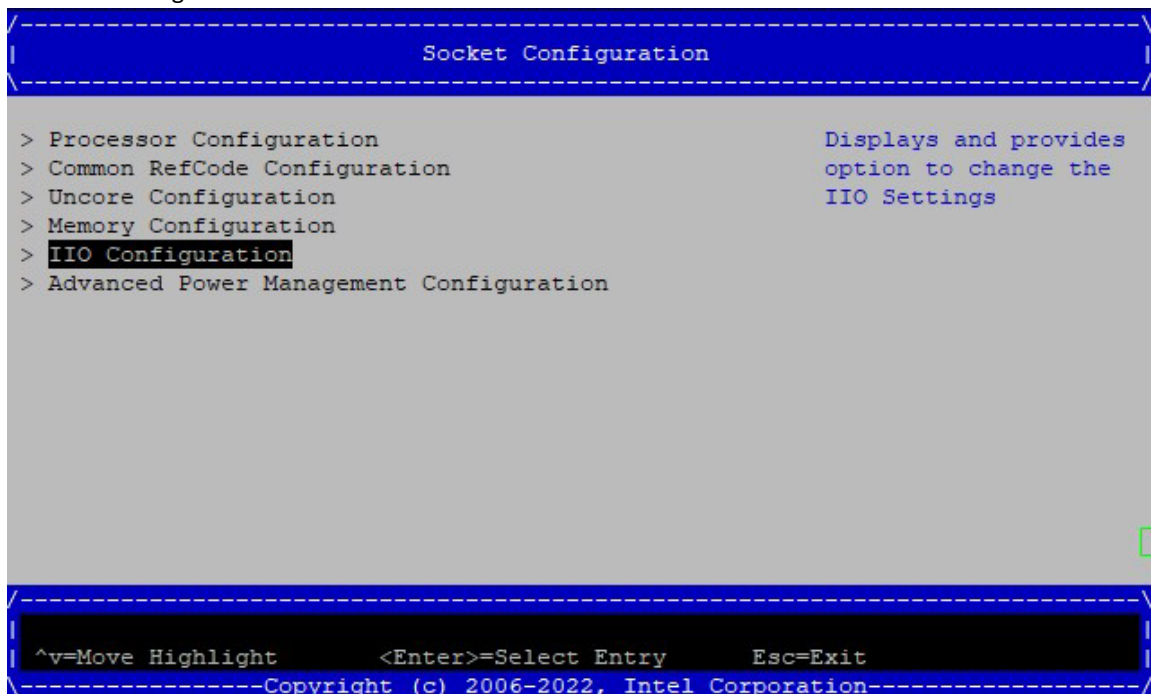 Socket Configuration
> Processor Configuration
> Common RefCode Configuration
> Uncore Configuration
> Memory Configuration
> IIO Configuration
> Advanced Power Management Configuration
Displays and provides
option to change the
IIO Settings
^v=Move Highlight <Enter>=Select Entry Esc=Exit
Copyright (c) 2006-2022, Intel Corporation